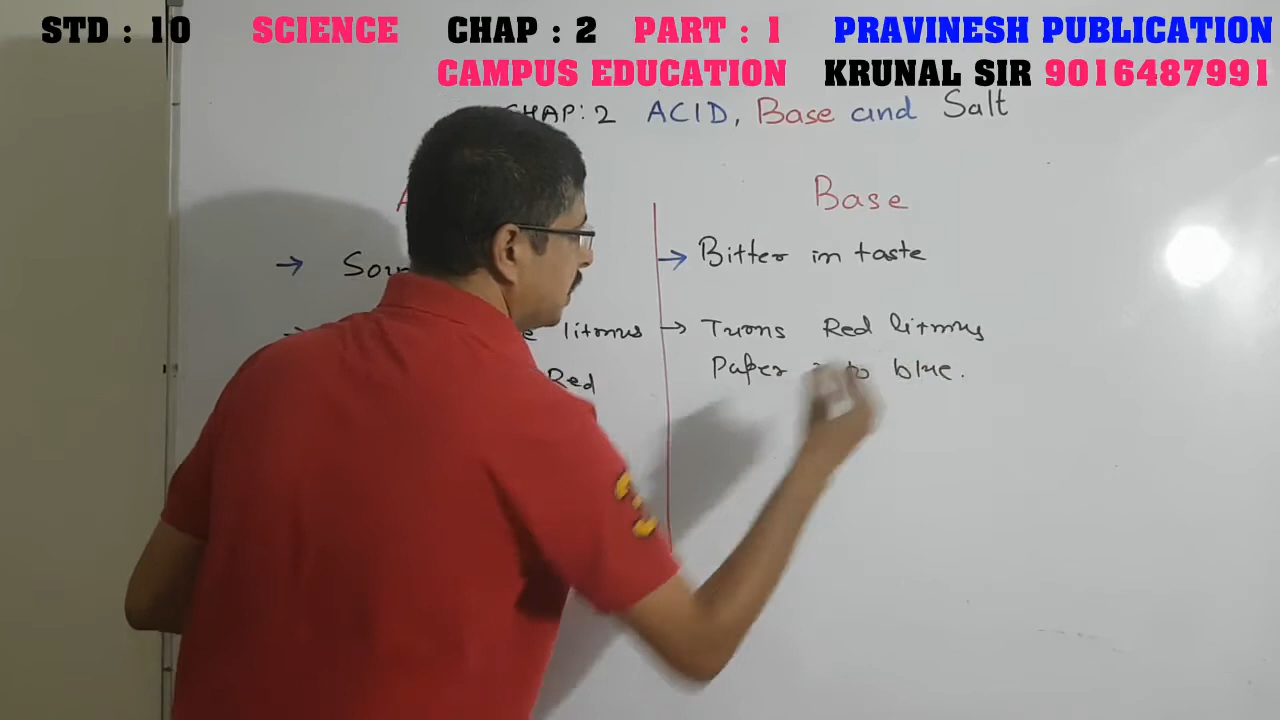 STD : 10 SCIENCE CHAP : 2 PART : 1 PRAVINESH PUBLICATION
CAMPUS EDUCATION KRUNAL SIR 9016487991
CHAP: 2 ACID, Base and Salt
Base
→ Bitter in taste
litmus
Red
→ Turns Red litmus
Paper into blue.